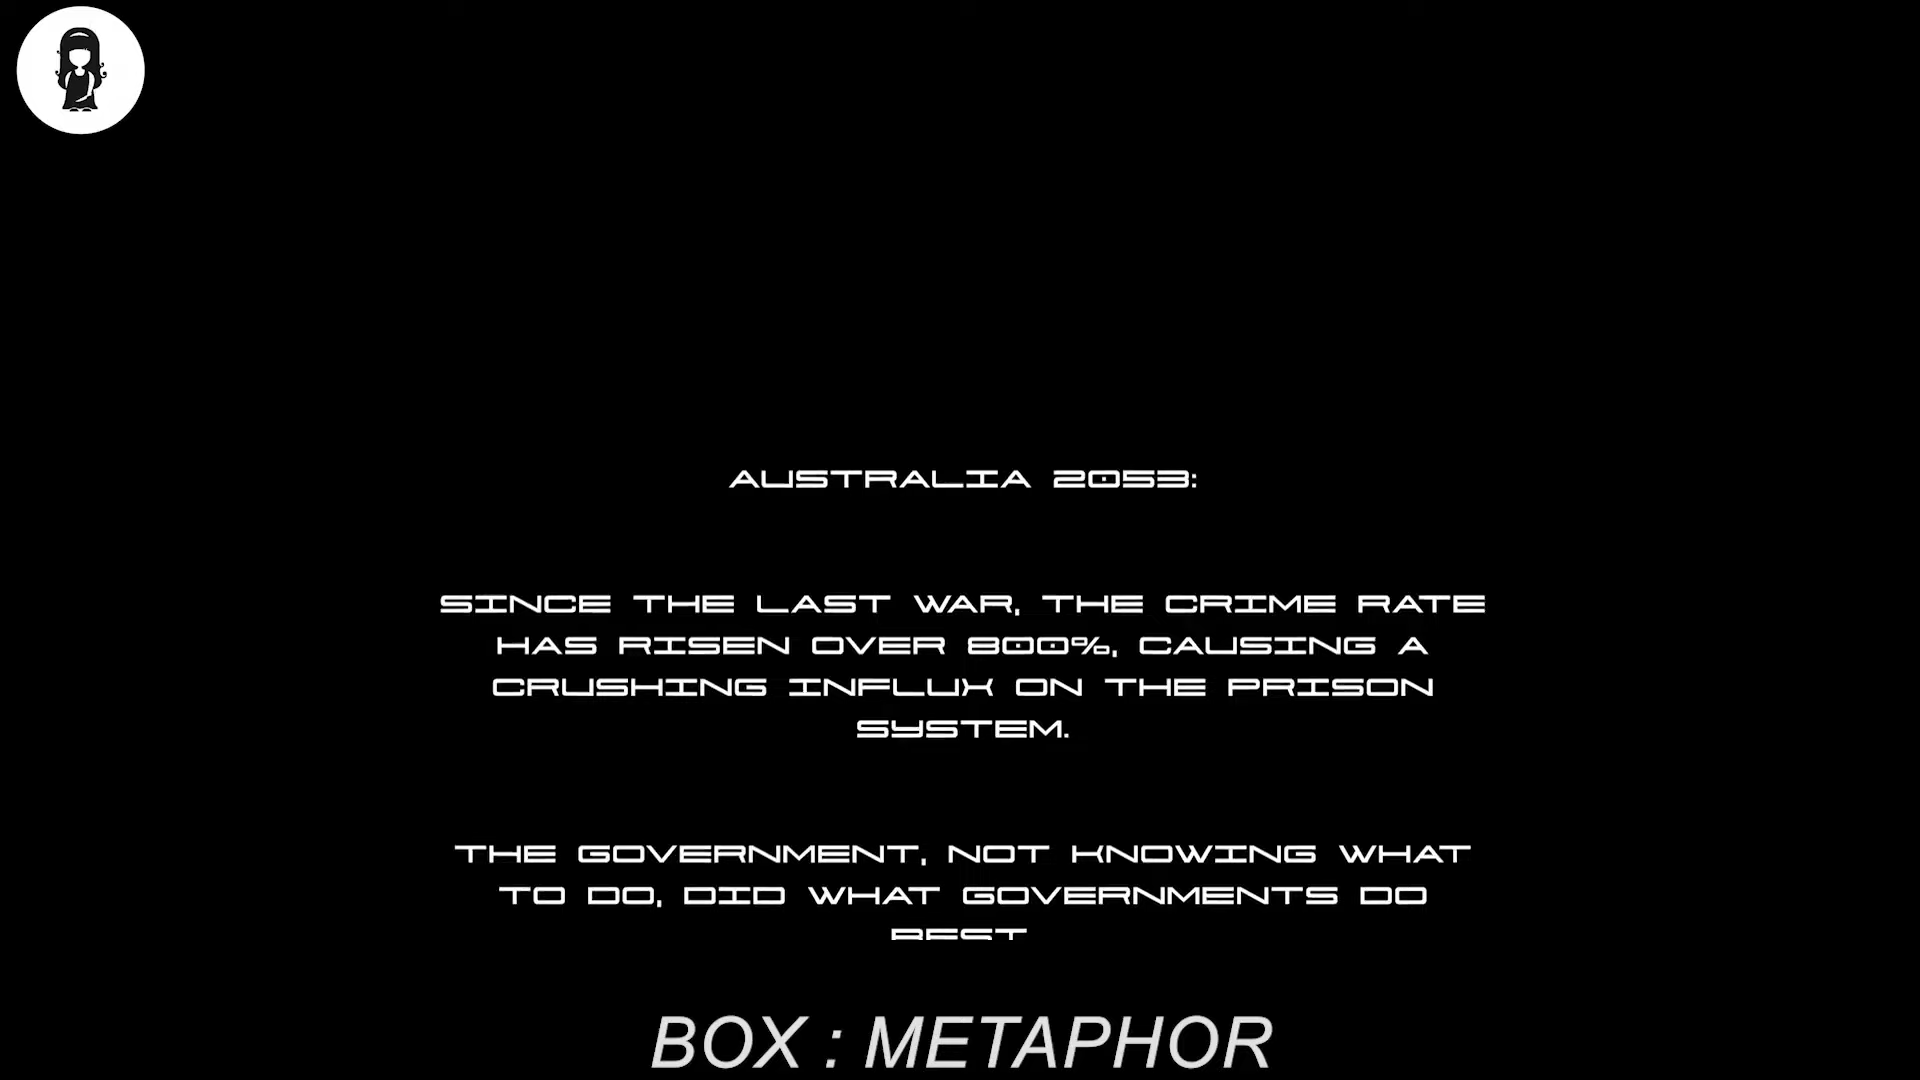 AUSTRALIA 2053:
SINCE THE LAST WAR, THE CRIME RATE
HAS RISEN OVER 800%, CAUSING A
CRUSHING INFLUX ON THE PRISON
SYSTEM.
THE GOVERNMENT, NOT KNOWING WHAT
TO DO, DID WHAT GOVERNMENTS DO
BEST
BOX : METAPHOR